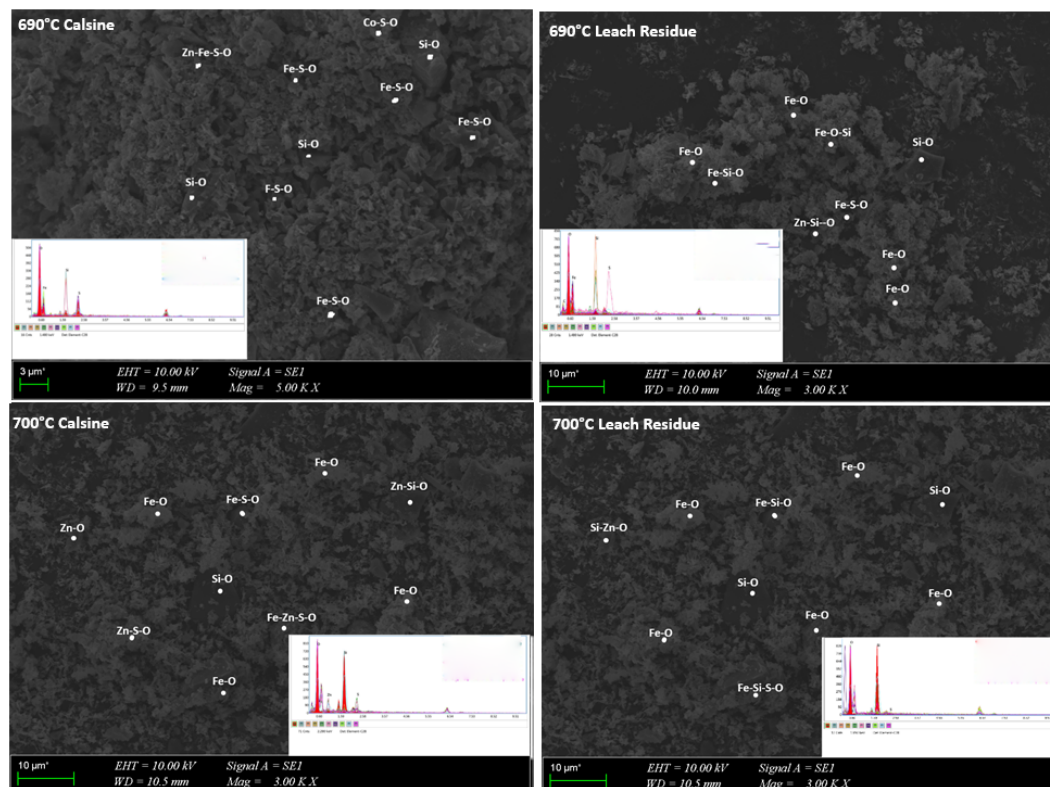 690°C Calsine
Co-S-O
Si-O
Zn-Fe-S-O
Fe-S-O
Fe-S-O
Fe-S-O
Si-O
Si-O
F-S-O
Fe-S-O
3 µm*
EHT = 10.00 kV
Signal A = SE1
WD = 9.5 mm
Mag = 5.00 K X
690°C Leach Residue
Fe-O
Fe-O-Si
Si-O
Fe-O
Fe-Si-O
Fe-S-O
Zn-Si--O
Fe-O
Fe-O
10 µm*
EHT = 10.00 kV
Signal A = SE1
WD = 10.0 mm
Mag = 3.00 K X
700°C Calsine
Fe-O
Zn-Si-O
Fe-O
Fe-S-O
Zn-O
Si-O
Fe-O
Fe-Zn-S-O
Zn-S-O
Fe-O
10 µm*
EHT = 10.00 kV
Signal A = SE1
WD = 10.5 mm
Mag = 3.00 K X
700°C Leach Residue
Fe-O
Si-O
Fe-O
Fe-Si-O
Si-Zn-O
Si-O
Fe-O
Fe-O
Fe-O
Fe-Si-S-O
10 µm*
EHT = 10.00 kV
Signal A = SE1
WD = 10.5 mm
Mag = 3.00 K X